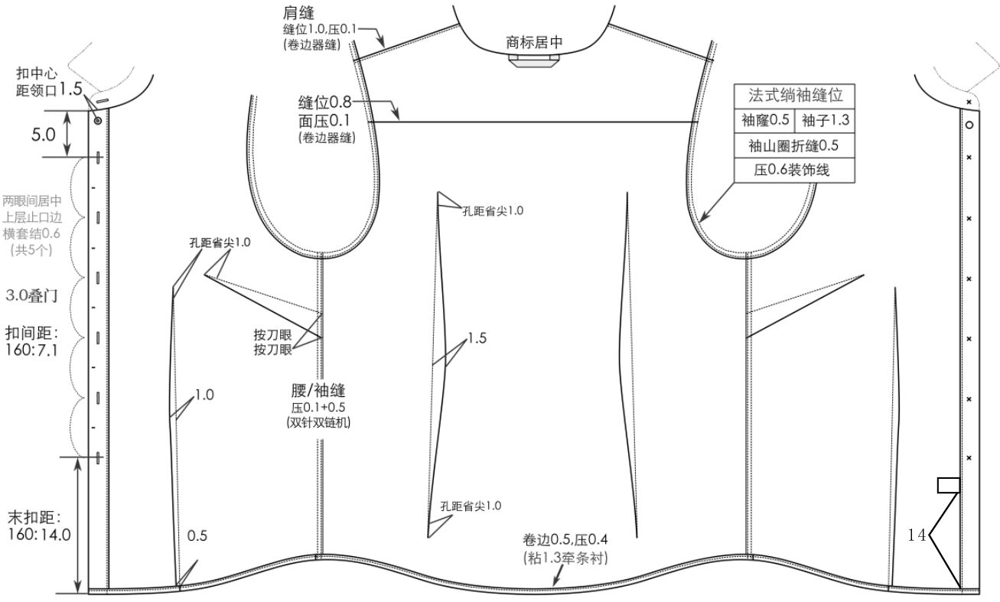 肩缝
缝位1.0,压0.1
(卷边器缝)
商标居中
扣中心
距领口1.5
缝位0.8
面压0.1
(卷边器缝)
法式绱袖缝位
袖窿0.5 袖子1.3
袖山圈折缝0.5
压0.6装饰线
5.0
两眼间居中
上层止口边
横套结0.6
(共5个)
孔距省尖1.0
孔距省尖1.0
3.0叠门
扣间距:
160:7.1
按刀眼
按刀眼
1.5
腰/袖缝
压0.1+0.5
(双针双链机)
1.0
孔距省尖1.0
末扣距:
160:14.0
0.5
卷边0.5,压0.4
(粘1.3牵条衬)
14